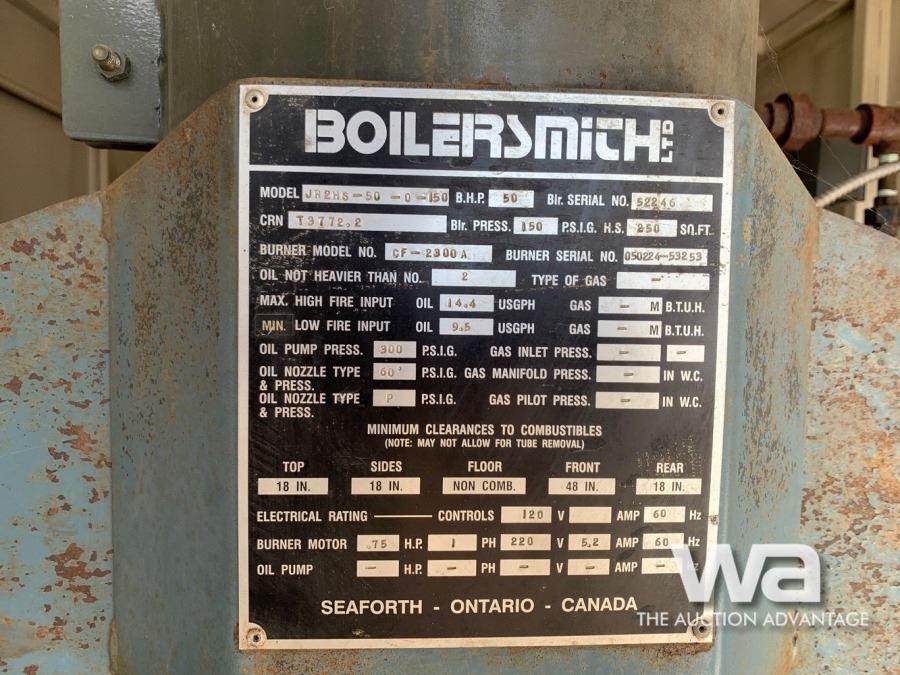 BOILERSMITH LTD
MODEL JR2HS-50 -0-150 B.H.P. 50 Blr. SERIAL NO. 52246
CRN T3772.2 Blr. PRESS. 150 P.S.I.G. H.S. 250 SQ.FT.
BURNER MODEL NO. CF-2300A BURNER SERIAL NO. 050224-53253
OIL NOT HEAVIER THAN NO. 2 TYPE OF GAS -
MAX. HIGH FIRE INPUT OIL 14.4 USGPH GAS - M B.T.U.H.
MIN. LOW FIRE INPUT OIL 9.5 USGPH GAS - M B.T.U.H.
OIL PUMP PRESS. 300 P.S.I.G. GAS INLET PRESS. - -
OIL NOZZLE TYPE & PRESS. 60° P.S.I.G. GAS MANIFOLD PRESS. - IN W.C.
OIL NOZZLE TYPE & PRESS. P P.S.I.G. GAS PILOT PRESS. - IN W.C.
MINIMUM CLEARANCES TO COMBUSTIBLES
(NOTE: MAY NOT ALLOW FOR TUBE REMOVAL)
TOP SIDES FLOOR FRONT REAR
18 IN. 18 IN. NON COMB. 48 IN. 18 IN.
ELECTRICAL RATING CONTROLS 120 V AMP 60 Hz
BURNER MOTOR .75 H.P. 1 PH 220 V 5.2 AMP 60 Hz
OIL PUMP - H.P. - PH - V - AMP - Hz
SEAFORTH - ONTARIO - CANADA
wa
THE AUCTION ADVANTAGE